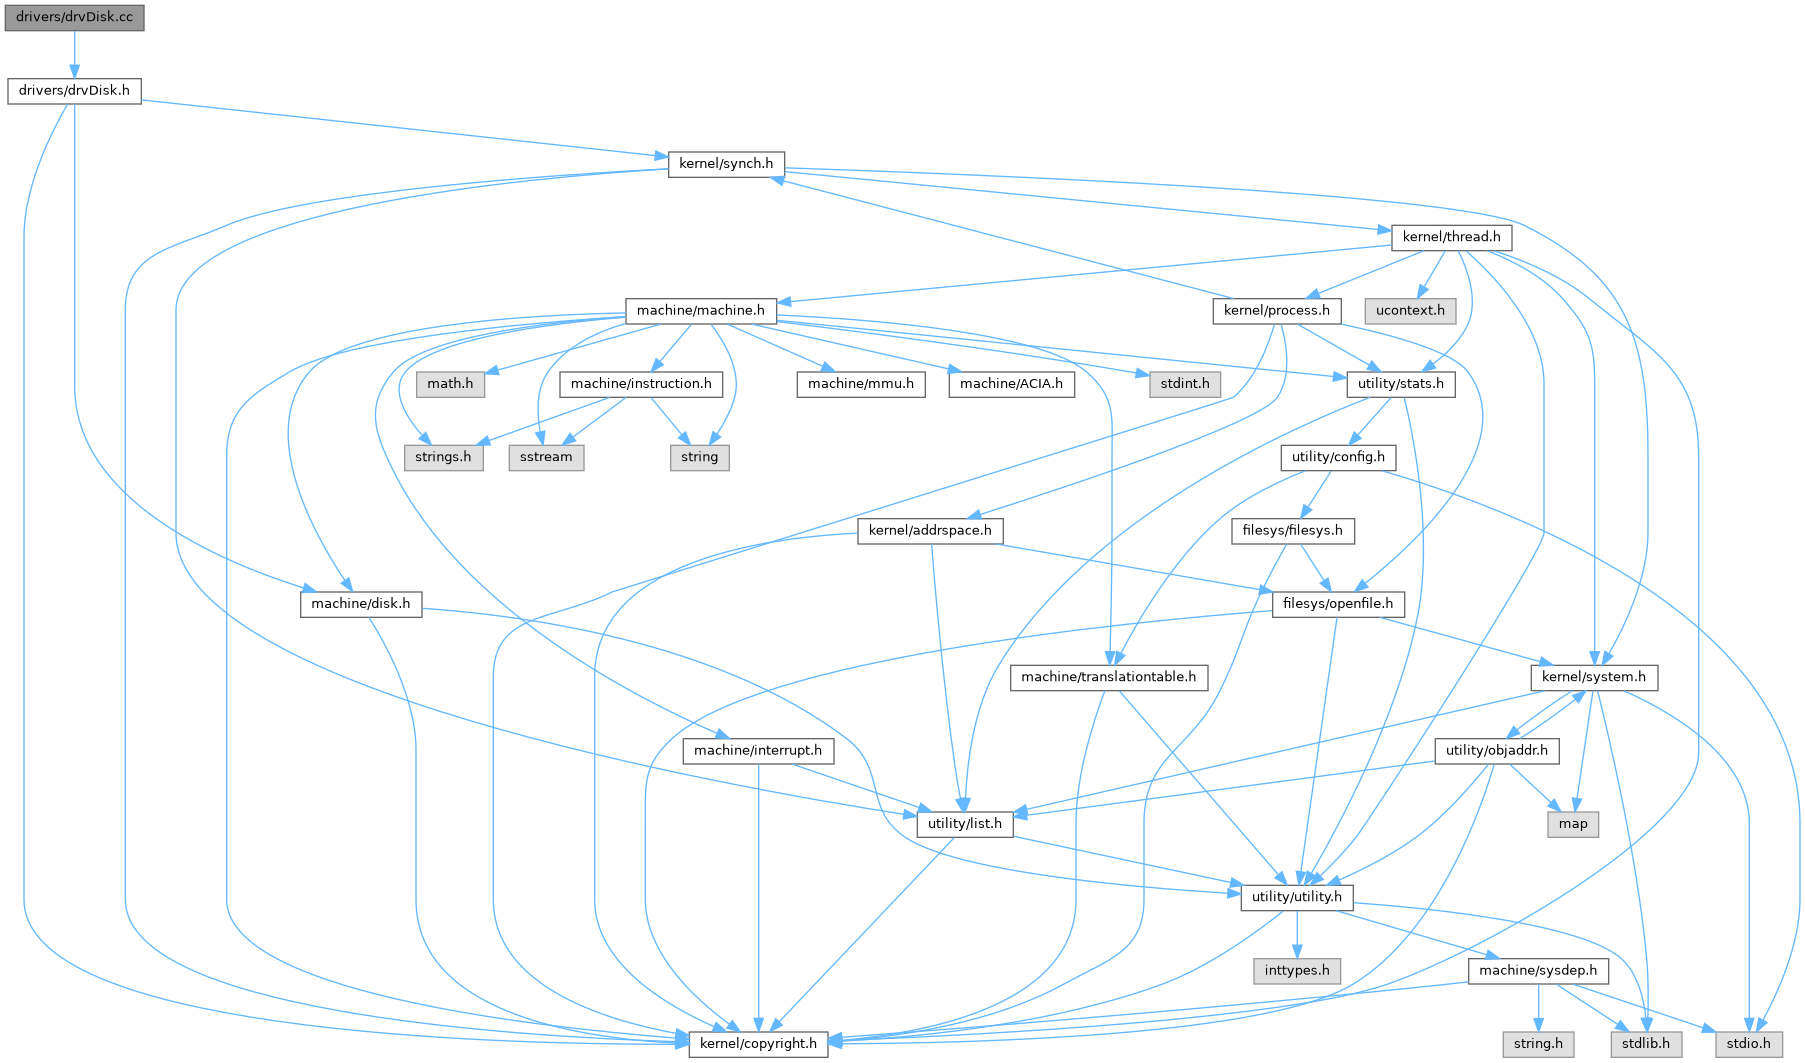 drivers/drvDisk.cc
drivers/drvDisk.h
kernel/synch.h
kernel/thread.h
machine/machine.h
kernel/process.h
ucontext.h
math.h
machine/instruction.h
machine/mmu.h
machine/ACIA.h
stdint.h
utility/stats.h
strings.h
sstream
string
utility/config.h
kernel/addrspace.h
filesys/filesys.h
machine/disk.h
filesys/openfile.h
machine/translationtable.h
kernel/system.h
machine/interrupt.h
utility/objaddr.h
utility/list.h
map
utility/utility.h
inttypes.h
machine/sysdep.h
kernel/copyright.h
string.h
stdlib.h
stdio.h